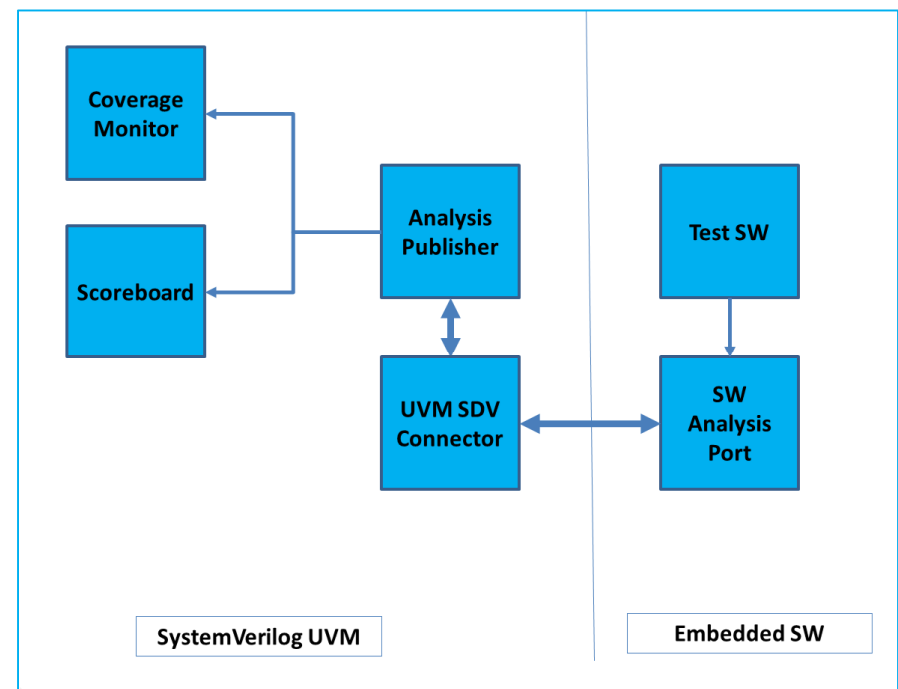 Coverage
Monitor
Analysis
Publisher
Test SW
Scoreboard
UVM SDV
Connector
SW
Analysis
Port
SystemVerilog UVM
Embedded SW